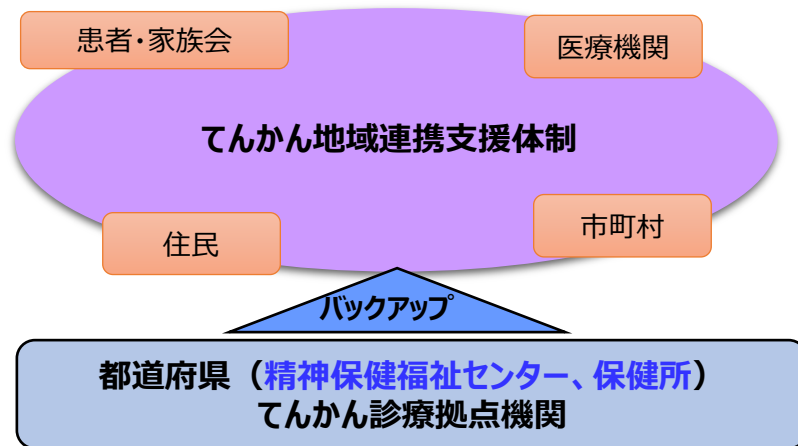 患者・家族会
医療機関
てんかん地域連携支援体制
住民
市町村
バックアップ
都道府県（精神保健福祉センター、保健所）
てんかん診療拠点機関